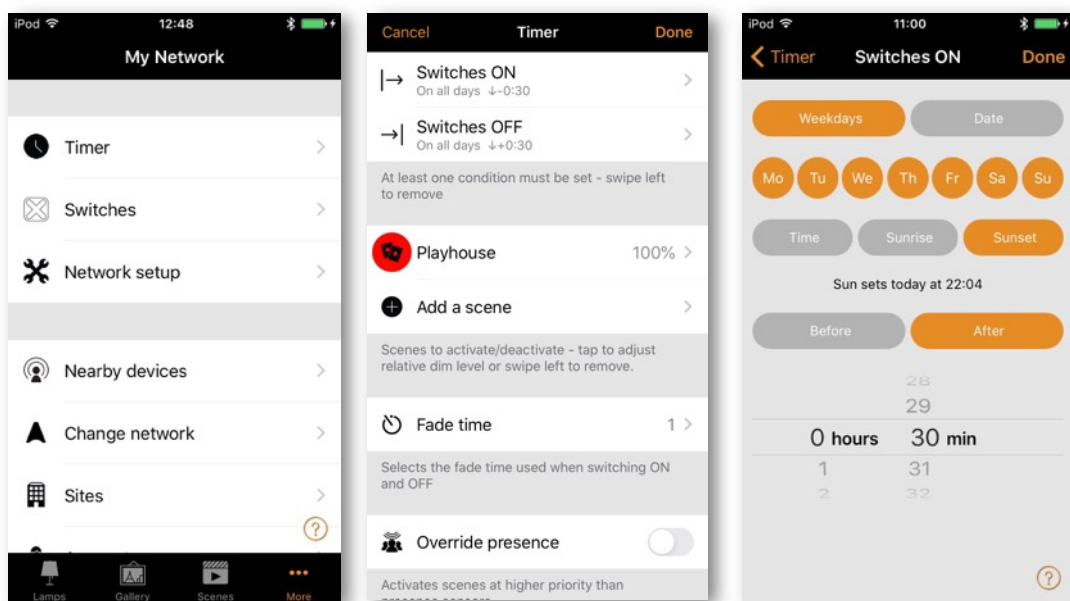 iPod 12:48
My Network
Timer
Switches
Network setup
Nearby devices
Change network
Sites
?
Lamps Gallery Scenes More
Cancel Timer Done
Switches ON
On all days ↓-0:30
Switches OFF
On all days ↓+0:30
At least one condition must be set - swipe left
to remove
Playhouse 100%
Add a scene
Scenes to activate/deactivate - tap to adjust
relative dim level or swipe left to remove.
Fade time 1
Selects the fade time used when switching ON
and OFF
Override presence
Activates scenes at higher priority than
iPod 11:00
Timer Switches ON Done
Weekdays Date
Mo Tu We Th Fr Sa Su
Time Sunrise Sunset
Sun sets today at 22:04
Before After
28
29
0 hours 30 min
1 31
2 32
?